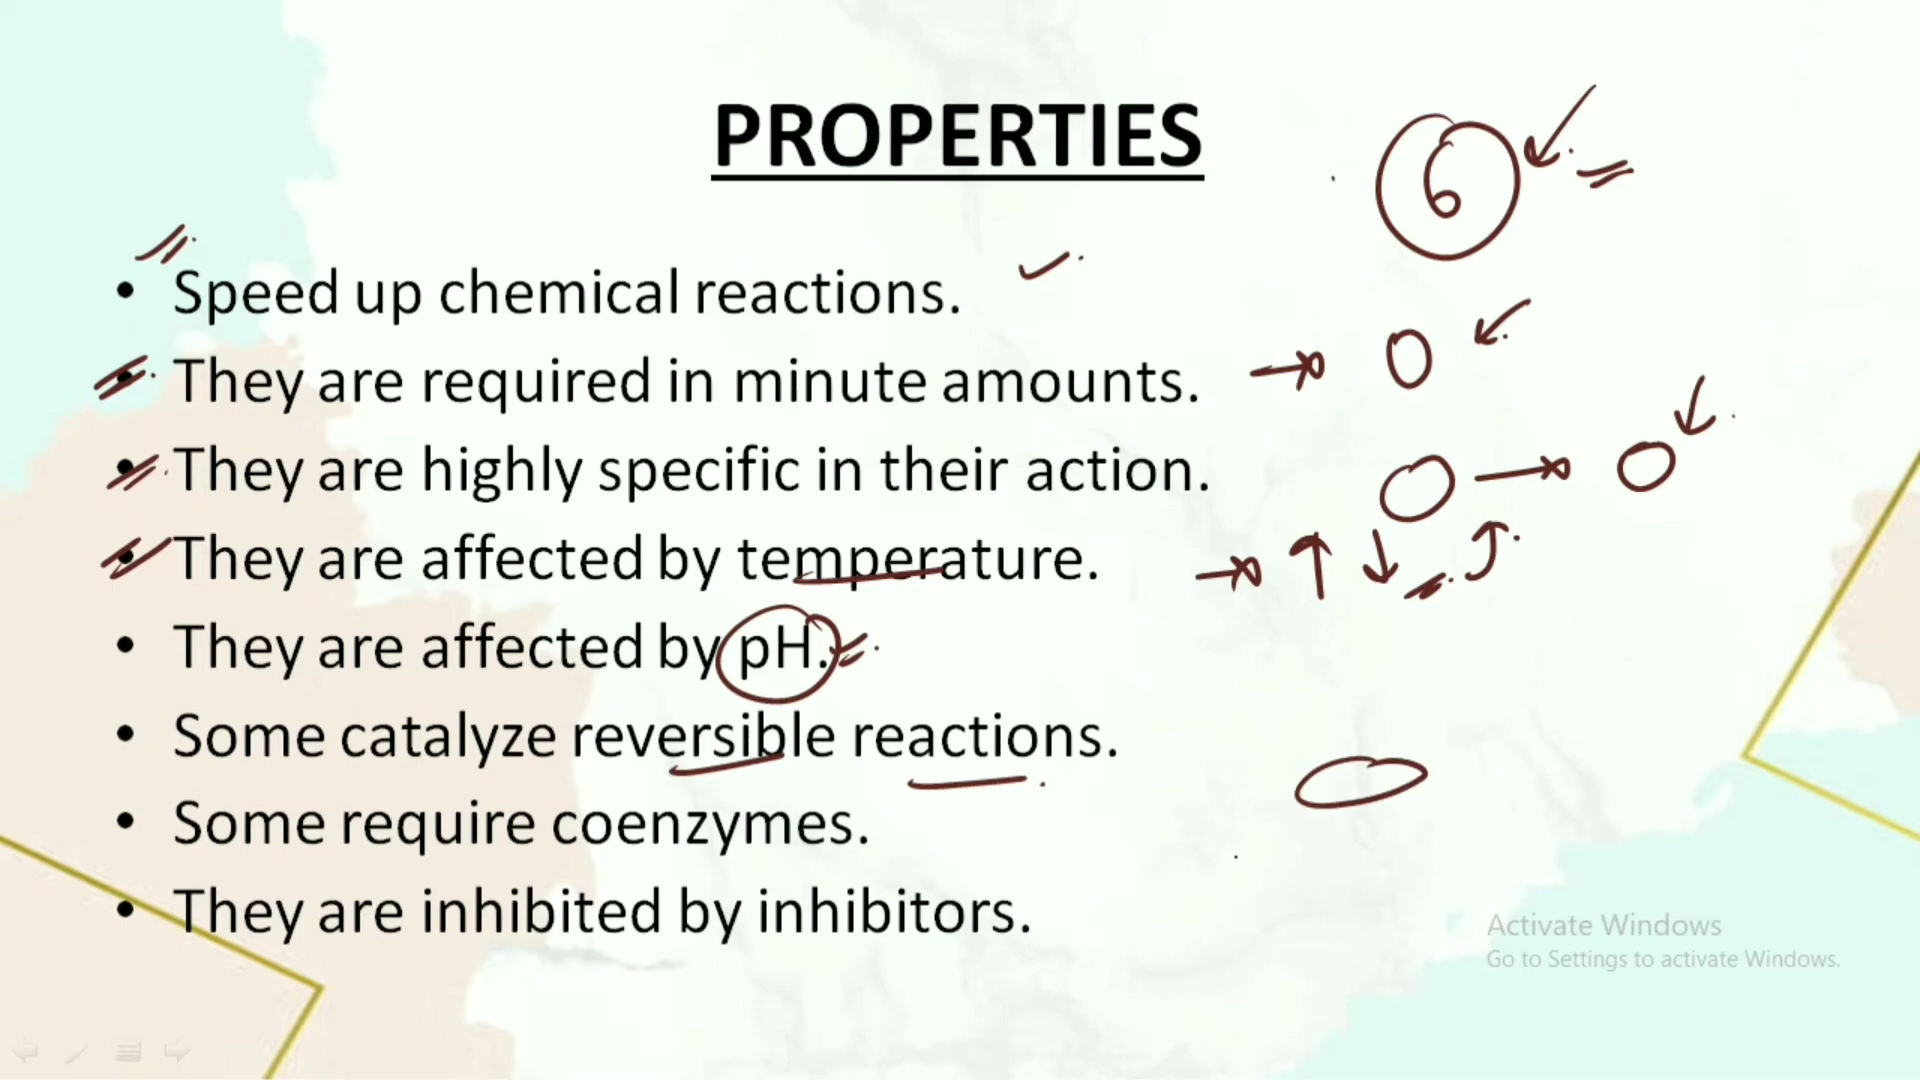 PROPERTIES
6
• Speed up chemical reactions.
• They are required in minute amounts.
• They are highly specific in their action.
• They are affected by temperature.
• They are affected by pH.
• Some catalyze reversible reactions.
• Some require coenzymes.
• They are inhibited by inhibitors.
Activate Windows
Go to Settings to activate Windows.